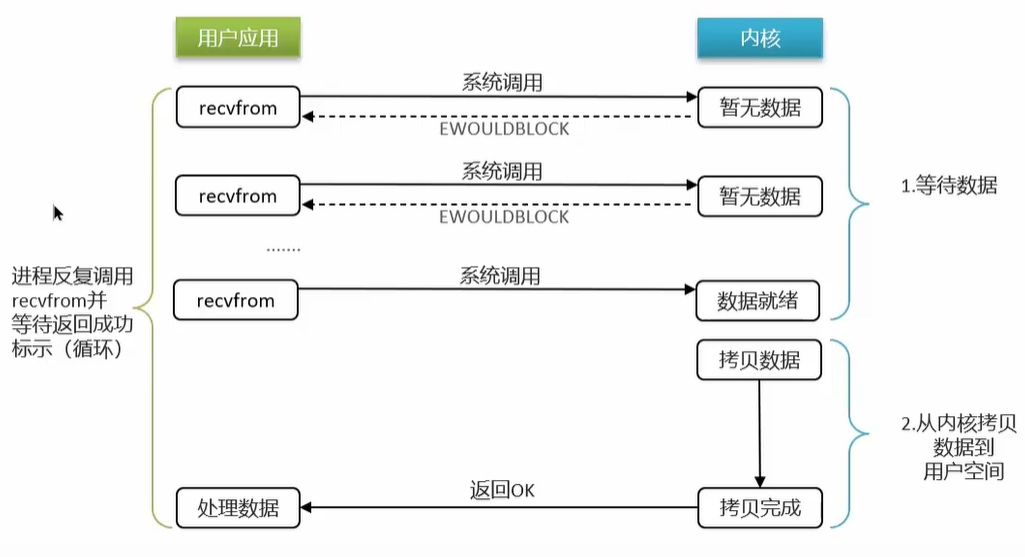 用户应用
内核
系统调用
recvfrom
暂无数据
EWOULDBLOCK
系统调用
recvfrom
暂无数据
EWOULDBLOCK
1.等待数据
.......
系统调用
recvfrom
数据就绪
进程反复调用
recvfrom并
等待返回成功
标示（循环）
拷贝数据
2.从内核拷贝
数据到
用户空间
返回OK
处理数据
拷贝完成